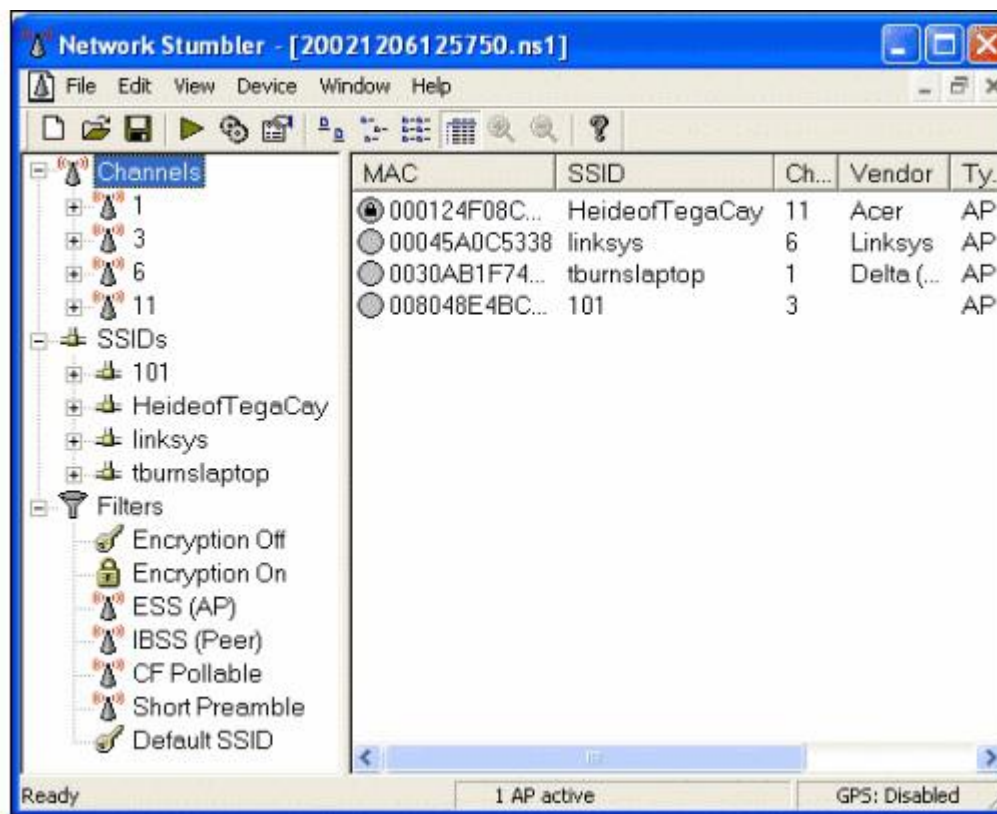 Network Stumbler - [20021206125750.ns1]
File Edit View Device Window Help
Channels
1
3
6
11
SSIDs
101
HeideofTegaCay
linksys
tburnslaptop
Filters
Encryption Off
Encryption On
ESS (AP)
IBSS (Peer)
CF Pollable
Short Preamble
Default SSID
MAC SSID Ch... Vendor Ty.
000124F08C... HeideofTegaCay 11 Acer AP
00045A0C5338 linksys 6 Linksys AP
0030AB1F74... tburnslaptop 1 Delta (... AP
008048E4BC... 101 3 AP
Ready 1 AP active GPS: Disabled